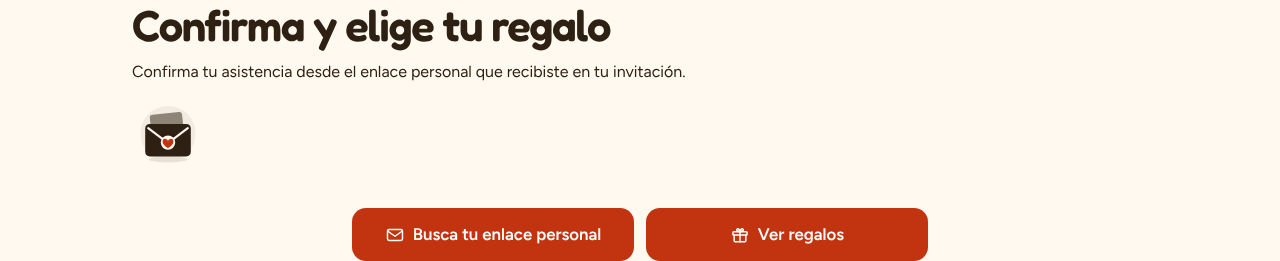 Confirma y elige tu regalo
Confirma tu asistencia desde el enlace personal que recibiste en tu invitación.
Busca tu enlace personal
Ver regalos